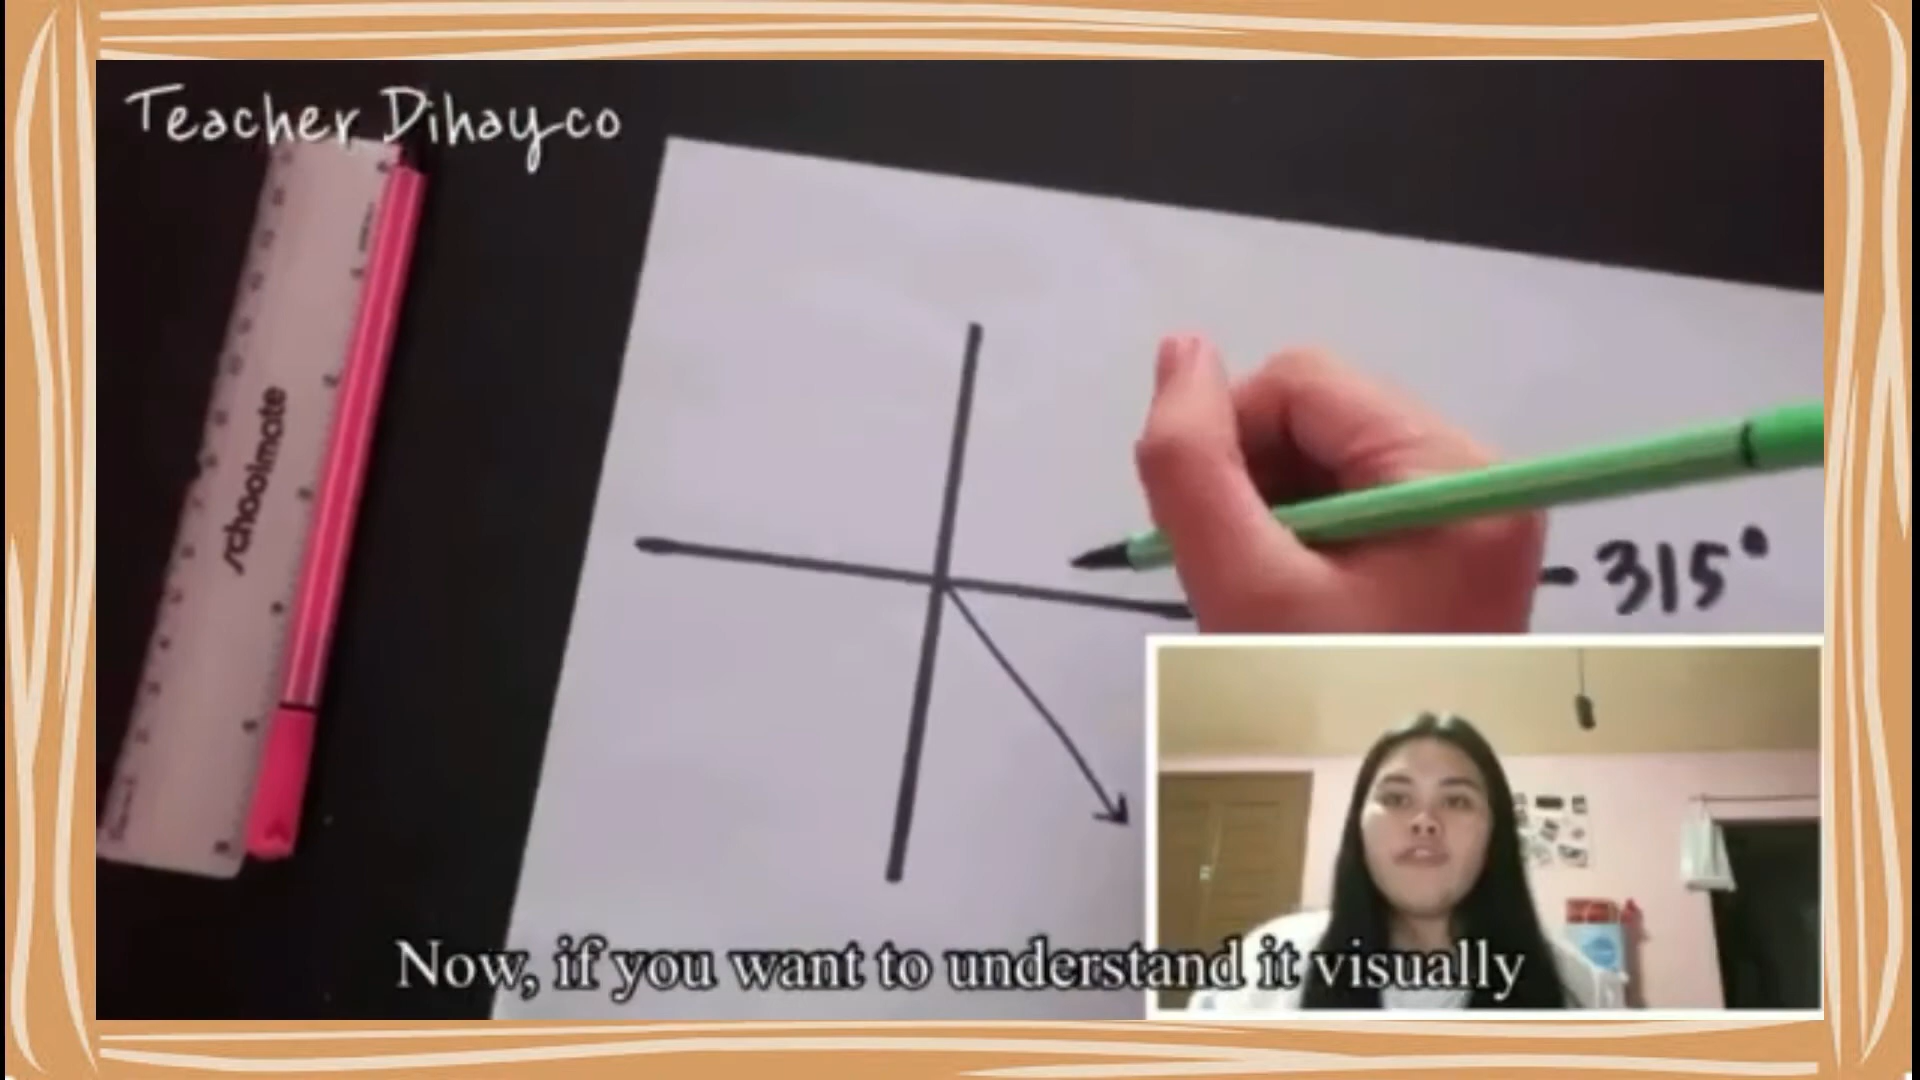 Teacher Dihayco
schoolmate
- 315°
Now, if you want to understand it visually